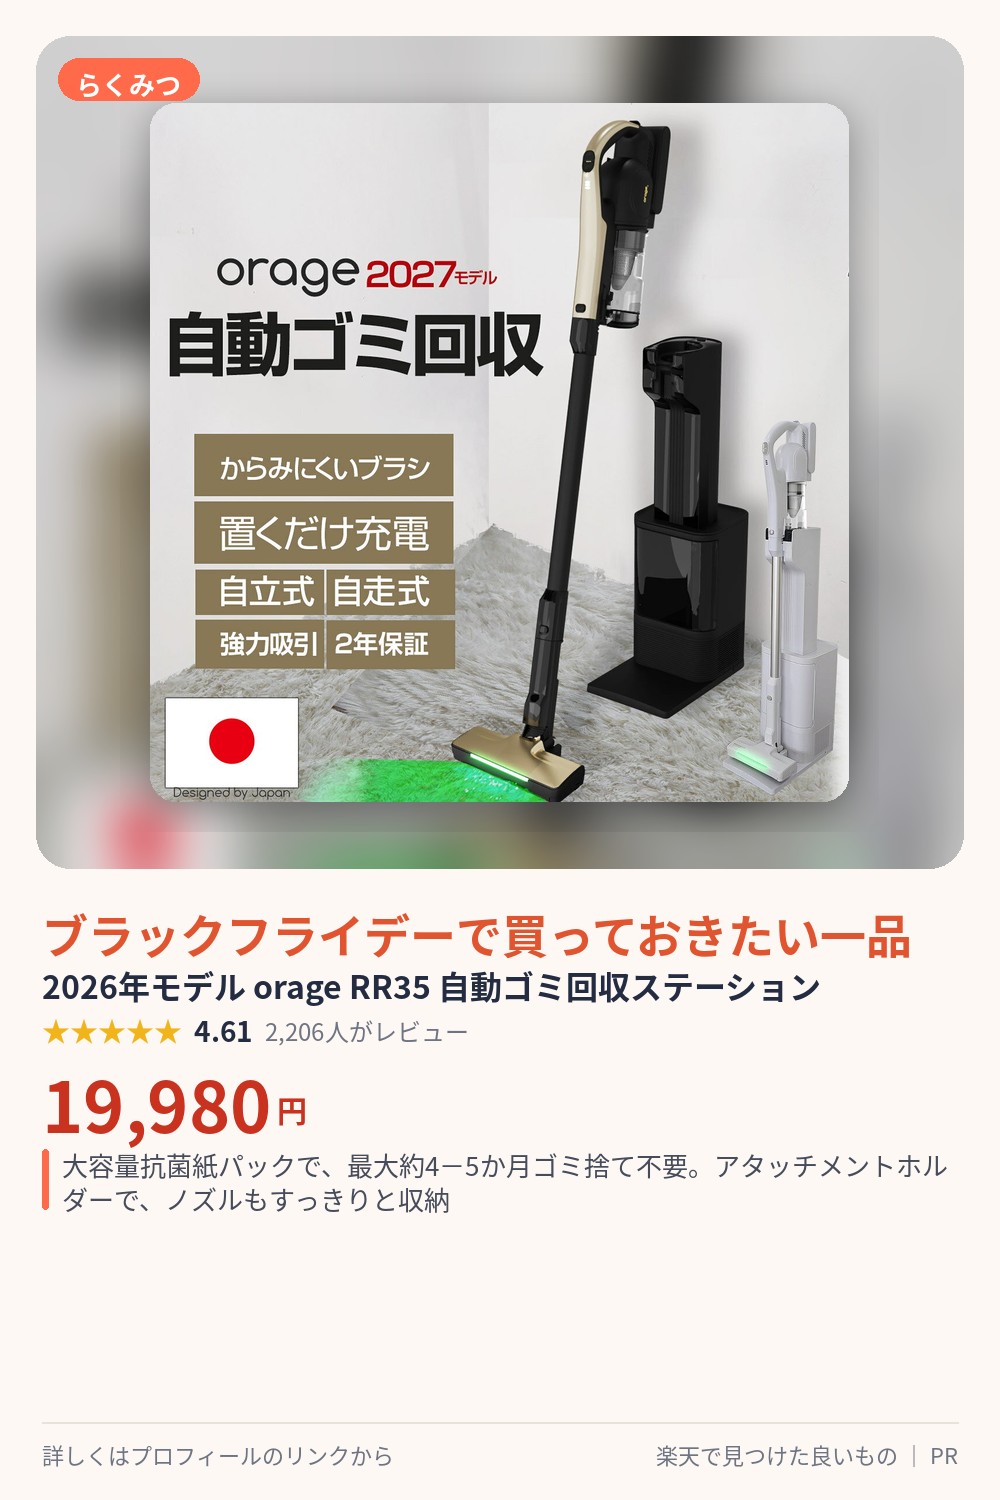 らくみつ
orage 2027モデル
自動ゴミ回収
からみにくいブラシ
置くだけ充電
自立式 自走式
強力吸引 2年保証
Designed by Japan
ブラックフライデーで買っておきたい一品
2026年モデル orage RR35 自動ゴミ回収ステーション
★★★★★ 4.61 2,206人がレビュー
19,980円
大容量抗菌紙パックで、最大約4ー5か月ゴミ捨て不要。アタッチメントホル
ダーで、ノズルもすっきりと収納
詳しくはプロフィールのリンクから
楽天で見つけた良いもの | PR